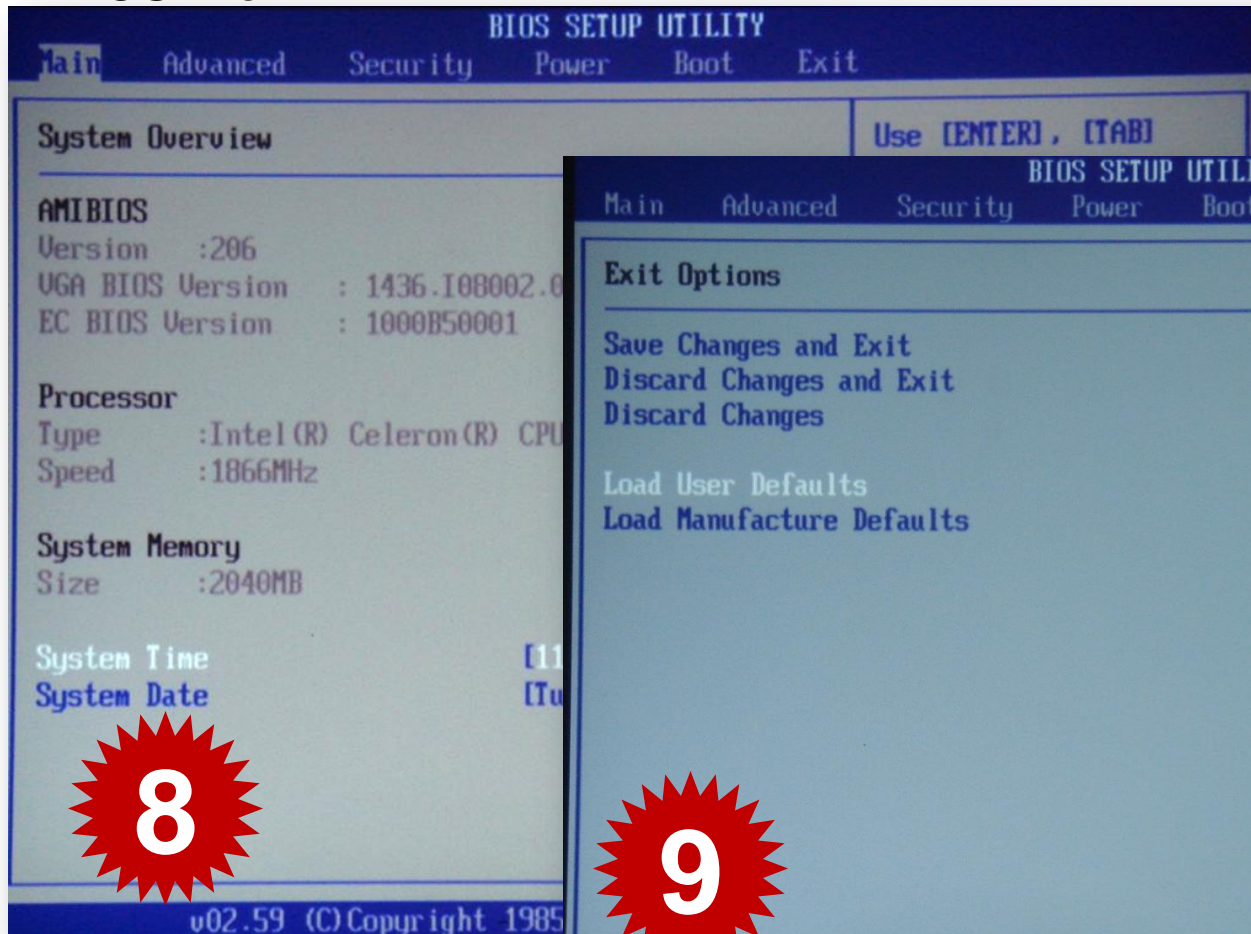 BIOS SETUP UTILITY
Main Advanced Security Power Boot Exit
System Overview
Use [ENTER], [TAB]
AMIBIOS
Version :206
VGA BIOS Version : 1436.I08002.0
EC BIOS Version : 1000B50001
Processor
Type :Intel(R) Celeron(R) CPU
Speed :1866MHz
System Memory
Size :2040MB
System Time [11
System Date [Tu
8
v02.59 (C)Copyright 1985
BIOS SETUP UTILI
Main Advanced Security Power Boot
Exit Options
Save Changes and Exit
Discard Changes and Exit
Discard Changes
Load User Defaults
Load Manufacture Defaults
9